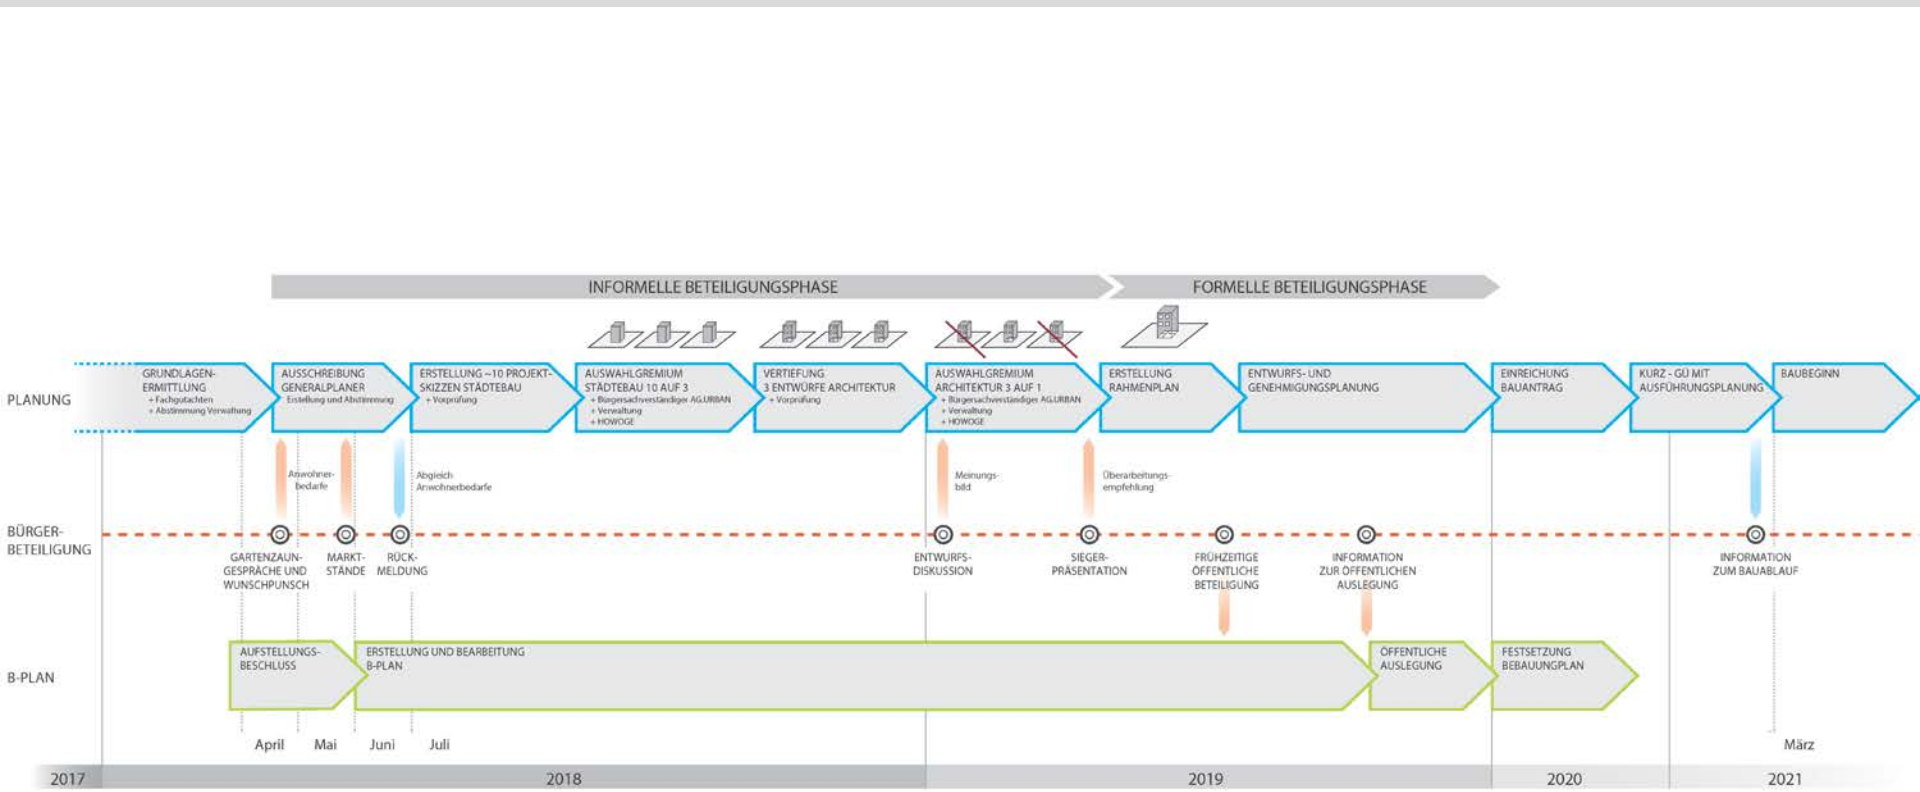 INFORMELLE BETEILIGUNGSPHASE
FORMELLE BETEILIGUNGSPHASE
PLANUNG
GRUNDLAGEN-
ERMITTLUNG
+ Fachgutachten
+ Abstimmung Verwaltung
AUSSCHREIBUNG
GENERALPLANER
Erstellung und Abstimmung
ERSTELLUNG ~10 PROJEKT-
SKIZZEN STÄDTEBAU
+ Vorprüfung
AUSWAHLGREMIUM
STÄDTEBAU 10 AUF 3
+ Bürgersachverständiger AG.URBAN
+ Verwaltung
+ HOWOGE
VERTIEFUNG
3 ENTWÜRFE ARCHITEKTUR
+ Vorprüfung
AUSWAHLGREMIUM
ARCHITEKTUR 3 AUF 1
+ Bürgersachverständiger AG.URBAN
+ Verwaltung
+ HOWOGE
ERSTELLUNG
RAHMENPLAN
ENTWURFS- UND
GENEHMIGUNGSPLANUNG
EINREICHUNG
BAUANTRAG
KURZ - GÜ MIT
AUSFÜHRUNGSPLANUNG
BAUBEGINN
Anwohner-
bedarfe
Abgleich
Anwohnerbedarfe
Meinungs-
bild
Überarbeitungs-
empfehlung
BÜRGER-
BETEILIGUNG
GARTENZAUN-
GESPRÄCHE UND
WUNSCHPUNSCH
MARKT-
STÄNDE
RÜCK-
MELDUNG
ENTWURFS-
DISKUSSION
SIEGER-
PRÄSENTATION
FRÜHZEITIGE
ÖFFENTLICHE
BETEILIGUNG
INFORMATION
ZUR ÖFFENTLICHEN
AUSLEGUNG
INFORMATION
ZUM BAUABLAUF
B-PLAN
AUFSTELLUNGS-
BESCHLUSS
ERSTELLUNG UND BEARBEITUNG
B-PLAN
ÖFFENTLICHE
AUSLEGUNG
FESTSETZUNG
BEBAUUNGPLAN
April
Mai
Juni
Juli
März
2017
2018
2019
2020
2021